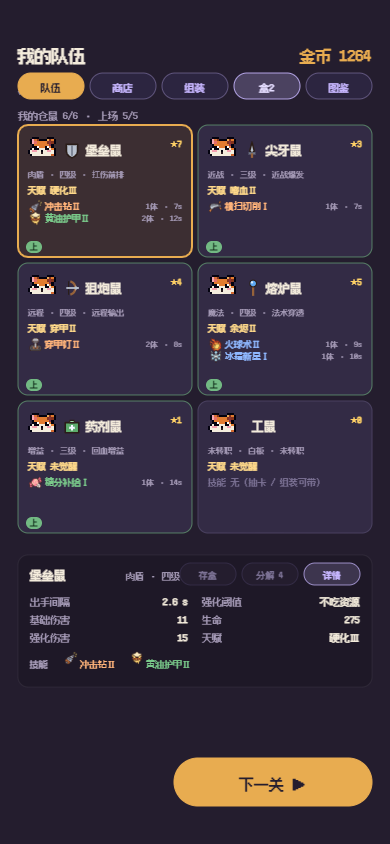 我的队伍 金币 1264
队伍 商店 组装 盒2 图鉴
我的仓鼠 6/6 · 上场 5/5
堡垒鼠 ★7
肉盾 · 四级 · 扛伤前排
天赋 硬化Ⅲ
冲击钻Ⅱ 1体 · 7s
黄油护甲Ⅱ 2体 · 12s
上
尖牙鼠 ★3
近战 · 三级 · 近战爆发
天赋 嗜血Ⅱ
横扫切削Ⅰ 1体 · 7s
上
狙炮鼠 ★4
远程 · 四级 · 远程输出
天赋 穿甲Ⅱ
穿甲钉Ⅱ 2体 · 8s
上
熔炉鼠 ★5
魔法 · 四级 · 法术穿透
天赋 余烬Ⅱ
火球术Ⅱ 1体 · 9s
冰霜新星Ⅰ 1体 · 10s
上
药剂鼠 ★1
增益 · 三级 · 回血增益
天赋 未觉醒
糖分补给Ⅰ 1体 · 14s
上
工鼠 ★0
未转职 · 白板 · 未转职
天赋 未觉醒
技能 无（抽卡 / 组装可带）
堡垒鼠 肉盾 · 四级 存盒 分解 4 详情
出手间隔 2.6 s 强化阈值 不吃资源
基础伤害 11 生命 275
强化伤害 15 天赋 硬化Ⅲ
技能 冲击钻Ⅱ 黄油护甲Ⅱ
下一关 ▶